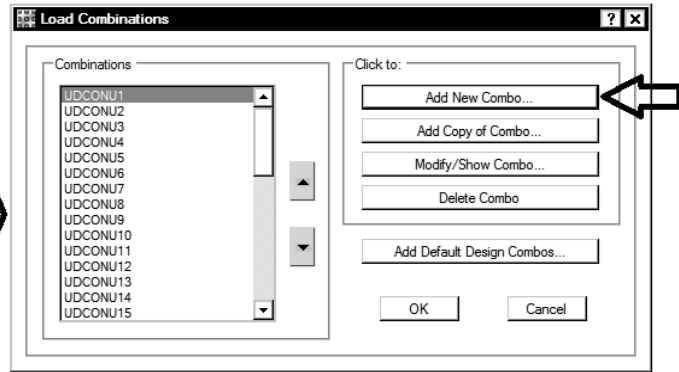 Load Combinations
? X
Combinations
UDCONU1
UDCONU2
UDCONU3
UDCONU4
UDCONU5
UDCONU6
UDCONU7
UDCONU8
UDCONU9
UDCONU10
UDCONU11
UDCONU12
UDCONU13
UDCONU14
UDCONU15
Click to:
Add New Combo...
Add Copy of Combo...
Modify/Show Combo...
Delete Combo
Add Default Design Combos...
OK
Cancel